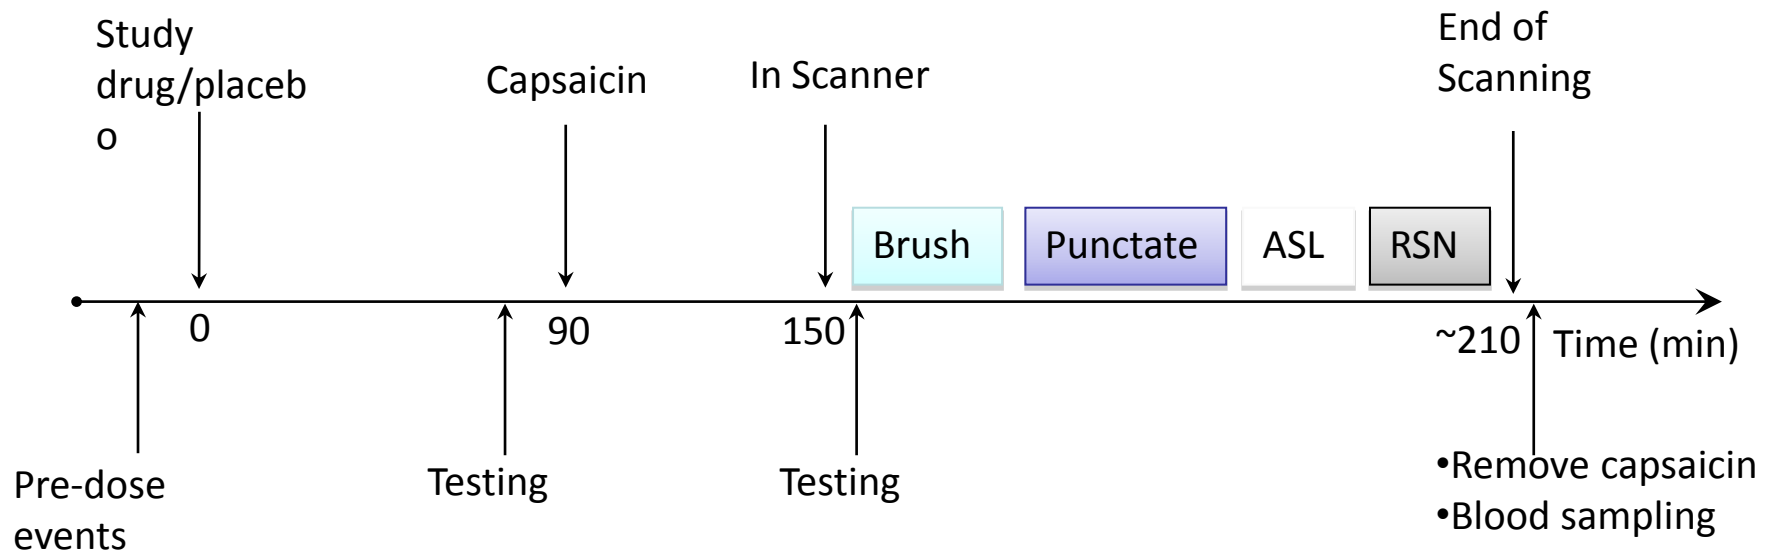 Study
drug/placeb
o
Capsaicin
In Scanner
End of
Scanning
Brush
Punctate
ASL
RSN
0
90
150
~210
Time (min)
Pre-dose
events
Testing
Testing
•Remove capsaicin
•Blood sampling